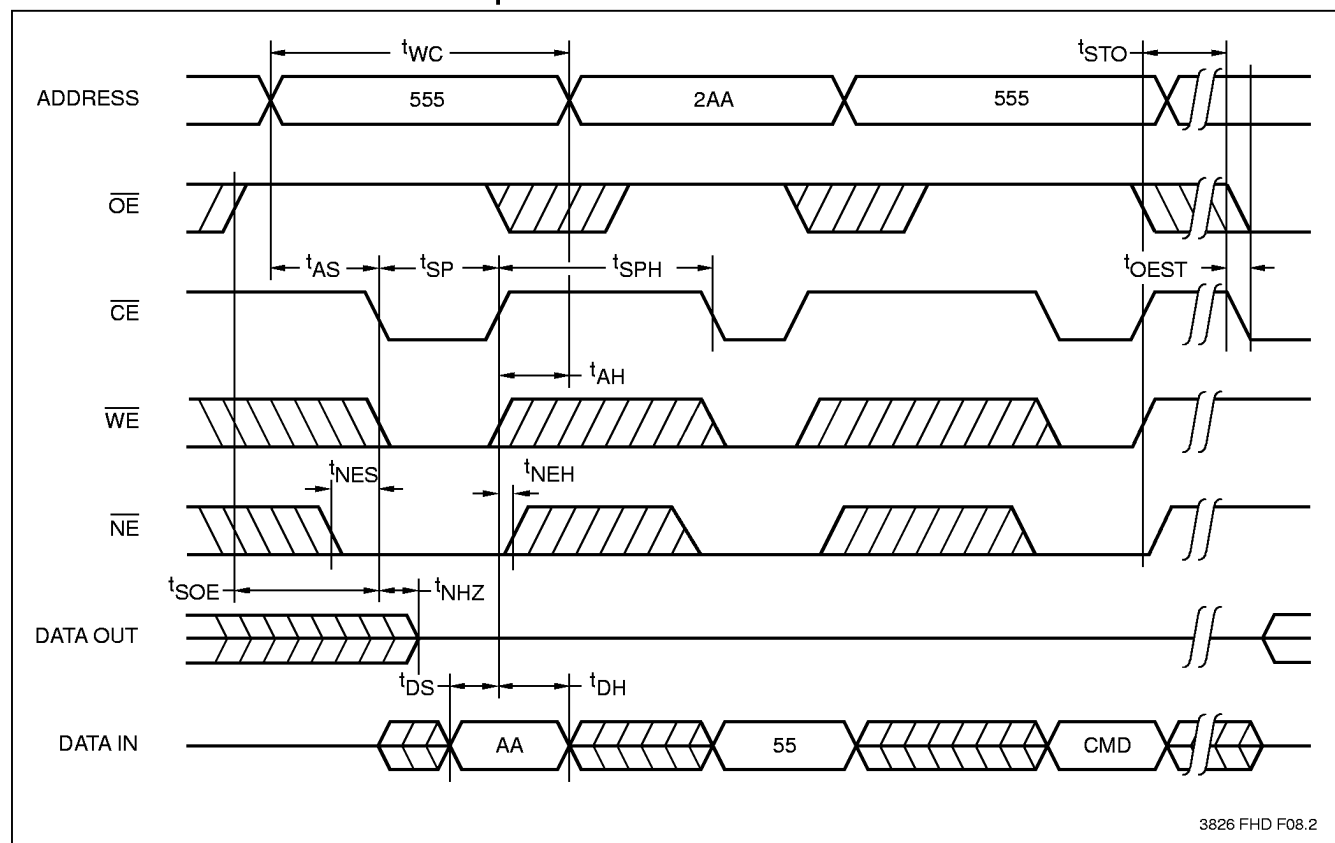 tWC
tSTO
ADDRESS
555
2AA
555
OE
tAS
tSP
tSPH
tOEST
CE
tAH
WE
tNES
tNEH
NE
tSOE
tNHZ
DATA OUT
tDS
tDH
DATA IN
AA
55
CMD
3826 FHD F08.2